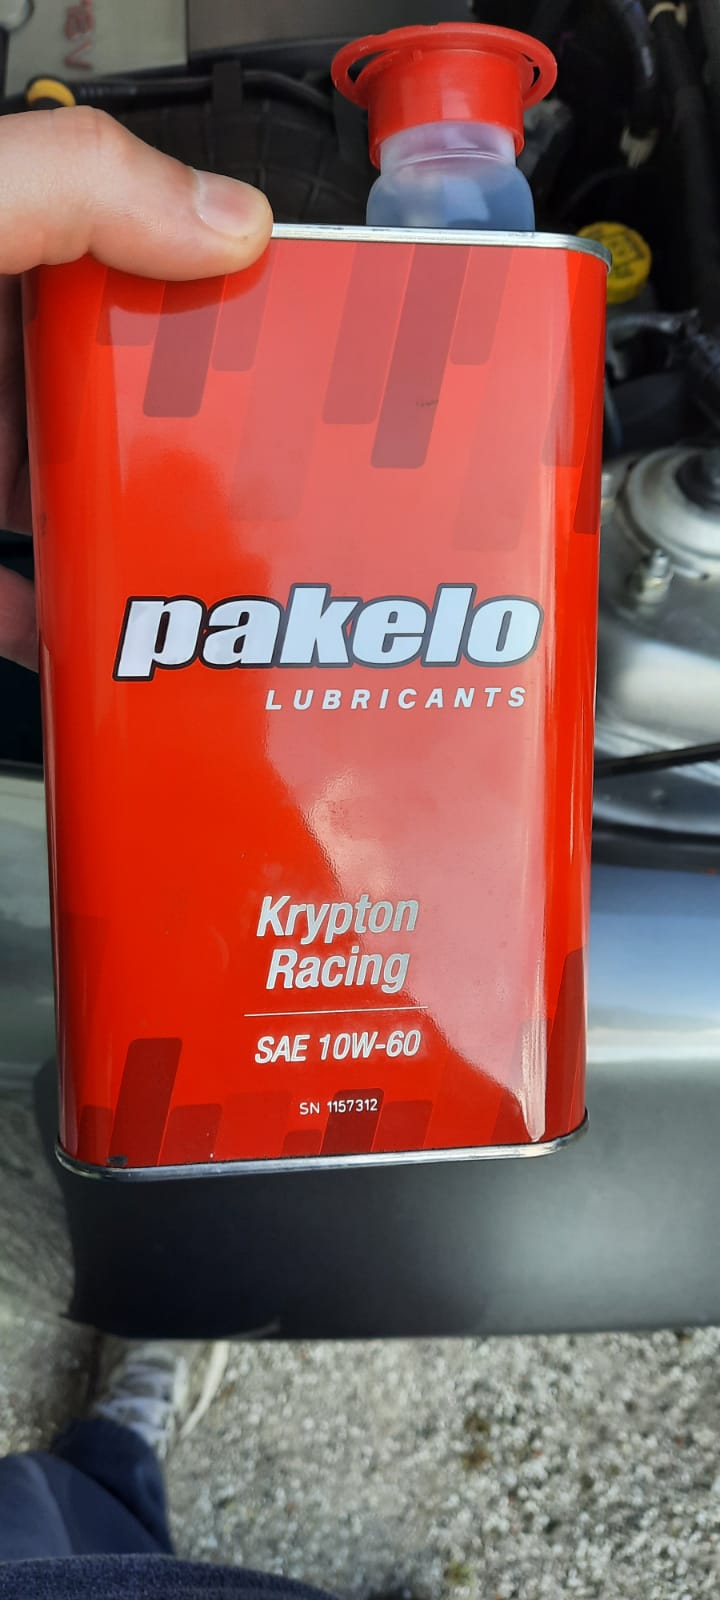 pakelo
LUBRICANTS
Krypton
Racing
SAE 10W-60
SN 1157312